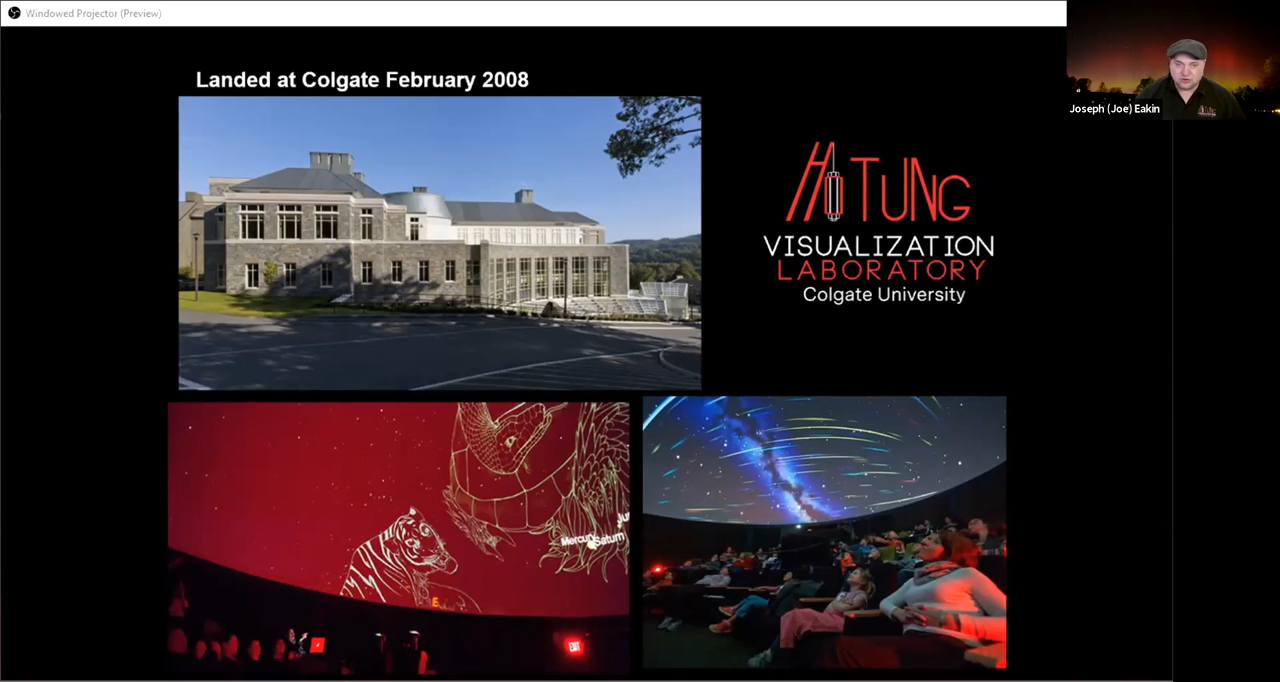 Windowed Projector (Preview)
Joseph (Joe) Eakin
Landed at Colgate February 2008
HO TUNG
VISUALIZATION
LABORATORY
Colgate University
Mercury
Saturn
E
EXIT